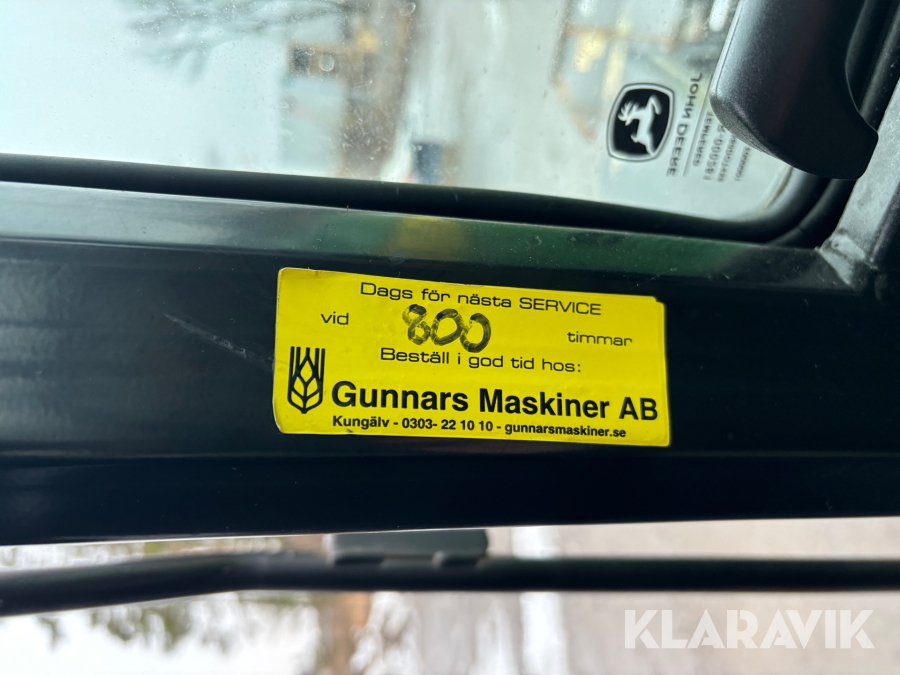 JOHN DEERE
TEMPERED
Dags för nästa SERVICE
vid 800 timmar
Beställ i god tid hos:
Gunnars Maskiner AB
Kungälv - 0303- 22 10 10 - gunnarsmaskiner.se
KLARAVIK